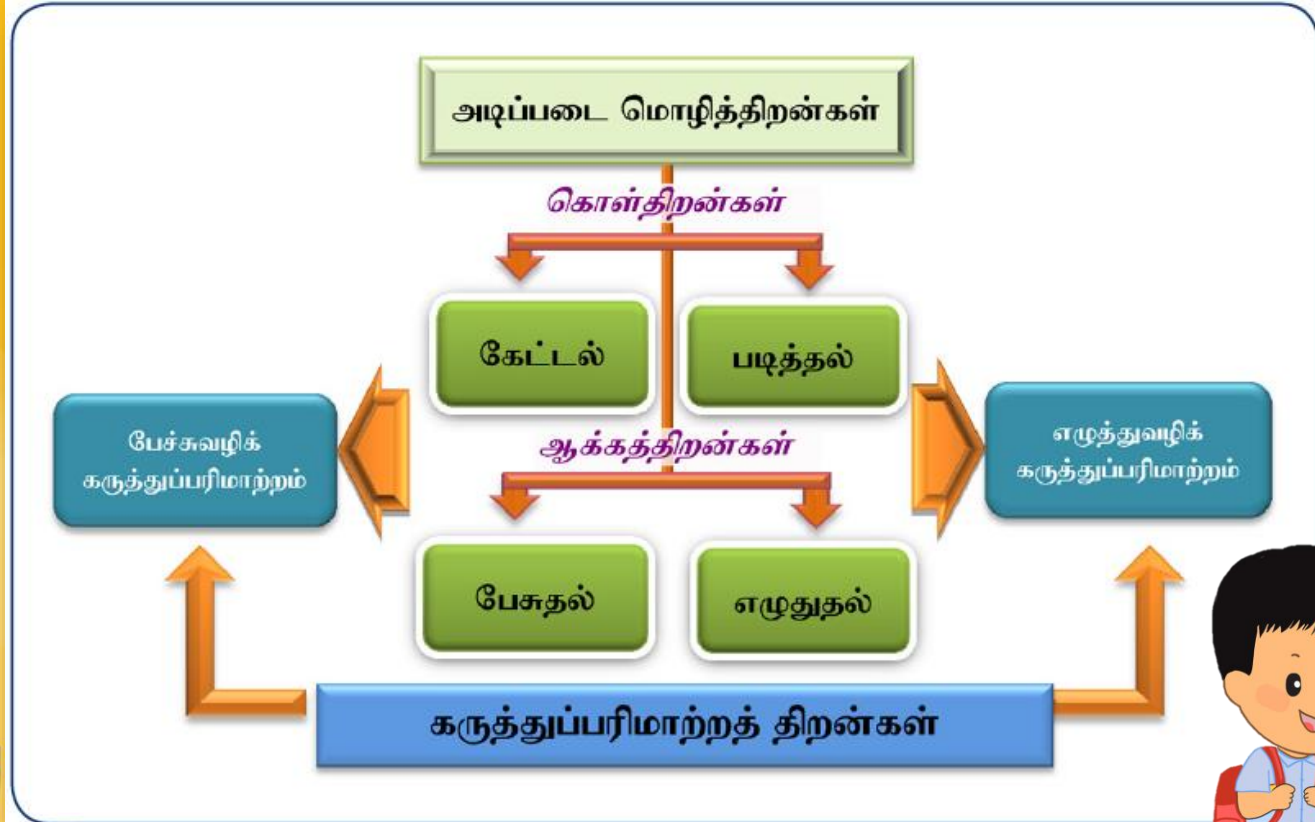 அடிப்படை மொழித்திறன்கள்
கொள்திறன்கள்
கேட்டல்
படித்தல்
பேச்சுவழிக்
கருத்துப்பரிமாற்றம்
ஆக்கத்திறன்கள்
எழுத்துவழிக்
கருத்துப்பரிமாற்றம்
பேசுதல்
எழுதுதல்
கருத்துப்பரிமாற்றத் திறன்கள்